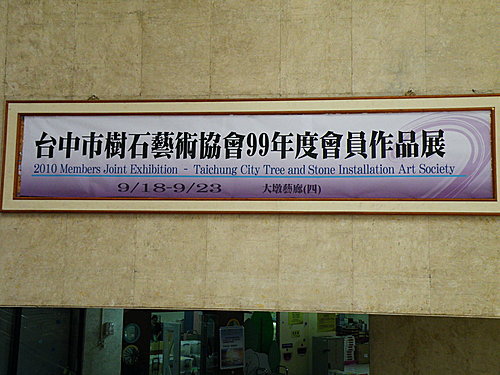 台中市樹石藝術協會99年度會員作品展
2010 Members Joint Exhibition - Taichung City Tree and Stone Installation Art Society
9/18-9/23 大墩藝廊(四)